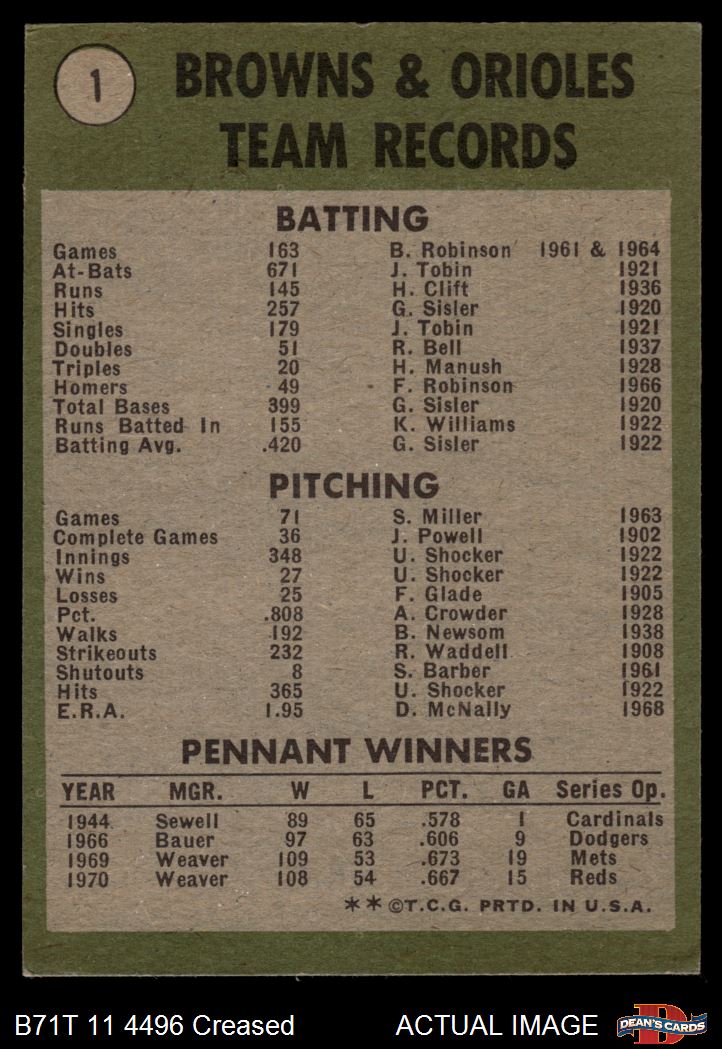 1
BROWNS & ORIOLES
TEAM RECORDS
BATTING
Games 163 B. Robinson 1961 & 1964
At-Bats 671 J. Tobin 1921
Runs 145 H. Clift 1936
Hits 257 G. Sisler 1920
Singles 179 J. Tobin 1921
Doubles 51 R. Bell 1937
Triples 20 H. Manush 1928
Homers 49 F. Robinson 1966
Total Bases 399 G. Sisler 1920
Runs Batted In 155 K. Williams 1922
Batting Avg. .420 G. Sisler 1922
PITCHING
Games 71 S. Miller 1963
Complete Games 36 J. Powell 1902
Innings 348 U. Shocker 1922
Wins 27 U. Shocker 1922
Losses 25 F. Glade 1905
Pct. .808 A. Crowder 1928
Walks 192 B. Newsom 1938
Strikeouts 232 R. Waddell 1908
Shutouts 8 S. Barber 1961
Hits 365 U. Shocker 1922
E.R.A. 1.95 D. McNally 1968
PENNANT WINNERS
YEAR MGR. W L PCT. GA Series Op.
1944 Sewell 89 65 .578 1 Cardinals
1966 Bauer 97 63 .606 9 Dodgers
1969 Weaver 109 53 .673 19 Mets
1970 Weaver 108 54 .667 15 Reds
**©T.C.G. PRTD. IN U.S.A.
B71T 11 4496 Creased ACTUAL IMAGE D DEAN'S CARDS